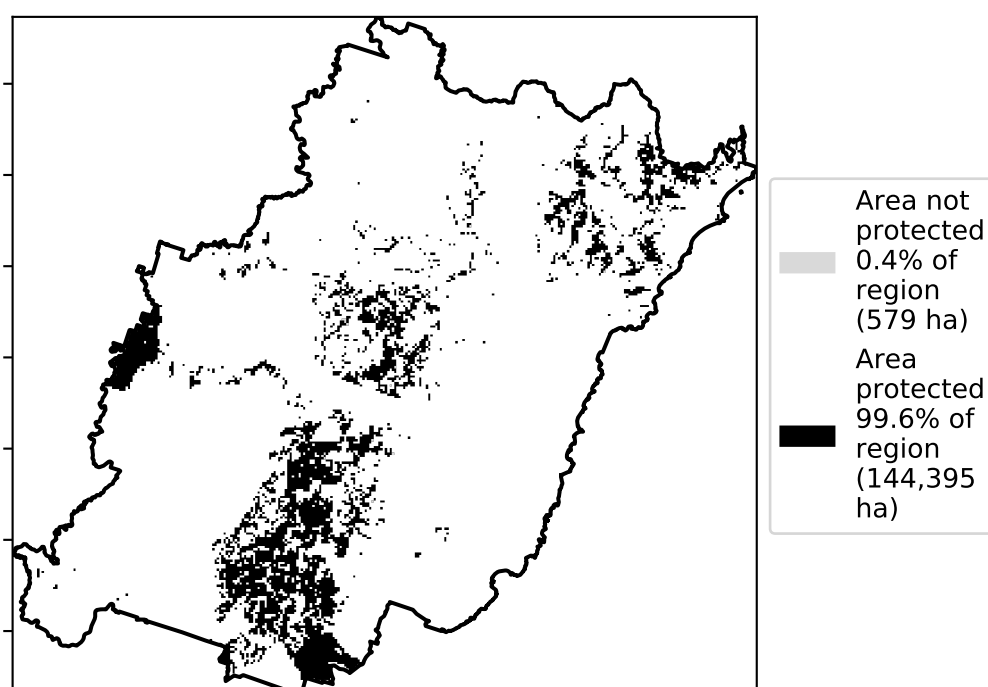 Area not
protected
0.4% of
region
(579 ha)
Area
protected
99.6% of
region
(144,395
ha)